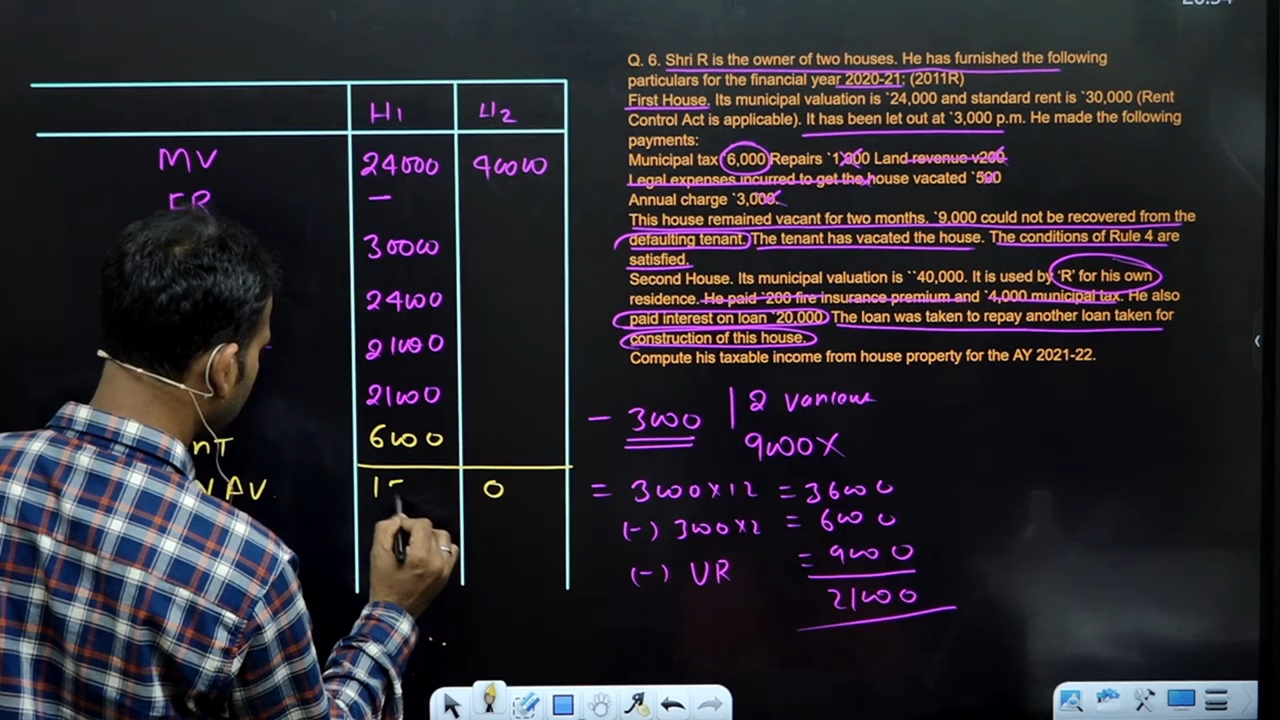 Q. 6. Shri R is the owner of two houses. He has furnished the following
particulars for the financial year 2020-21: (2011R)
First House. Its municipal valuation is `24,000 and standard rent is `30,000 (Rent
Control Act is applicable). It has been let out at `3,000 p.m. He made the following
payments:
Municipal tax `6,000 Repairs `1,000 Land revenue v200
Legal expenses incurred to get the house vacated `500
Annual charge `3,000.
This house remained vacant for two months. `9,000 could not be recovered from the
defaulting tenant. The tenant has vacated the house. The conditions of Rule 4 are
satisfied.
Second House. Its municipal valuation is ``40,000. It is used by 'R' for his own
residence. He paid `200 fire insurance premium and `4,000 municipal tax. He also
paid interest on loan `20,000 The loan was taken to repay another loan taken for
construction of this house.
Compute his taxable income from house property for the AY 2021-22.
H1 H2
MV 24000 40000
FR —
30000
24000
21000
21000
6000
NAV 15 0
- 3000 | 2
9000 X
= 3000 x 12 = 36000
(-) 3000 x 2 = 6000
(-) UR = 9000
21000